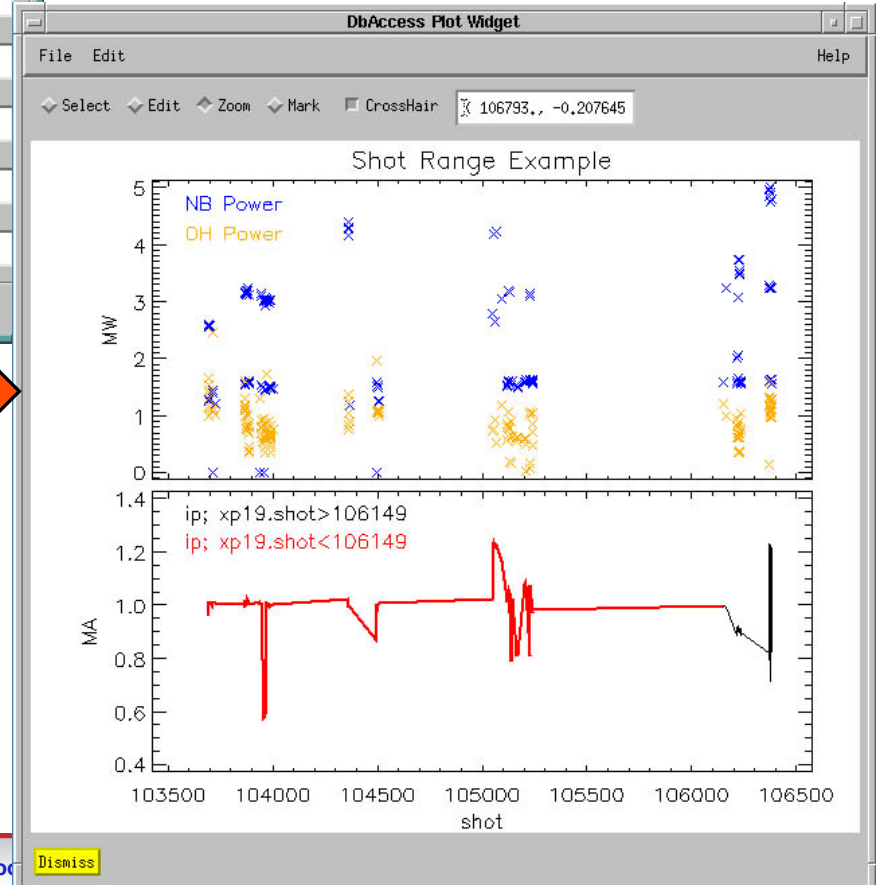 DbAccess Plot Widget
File Edit Help
Select Edit Zoom Mark CrossHair 106793., -0.207645
Shot Range Example
NB Power
OH Power
5
4
3
2
1
0
MW
ip; xp19.shot>106149
ip; xp19.shot<106149
1.4
1.2
1.0
0.8
0.6
0.4
MA
103500 104000 104500 105000 105500 106000 106500
shot
Dismiss